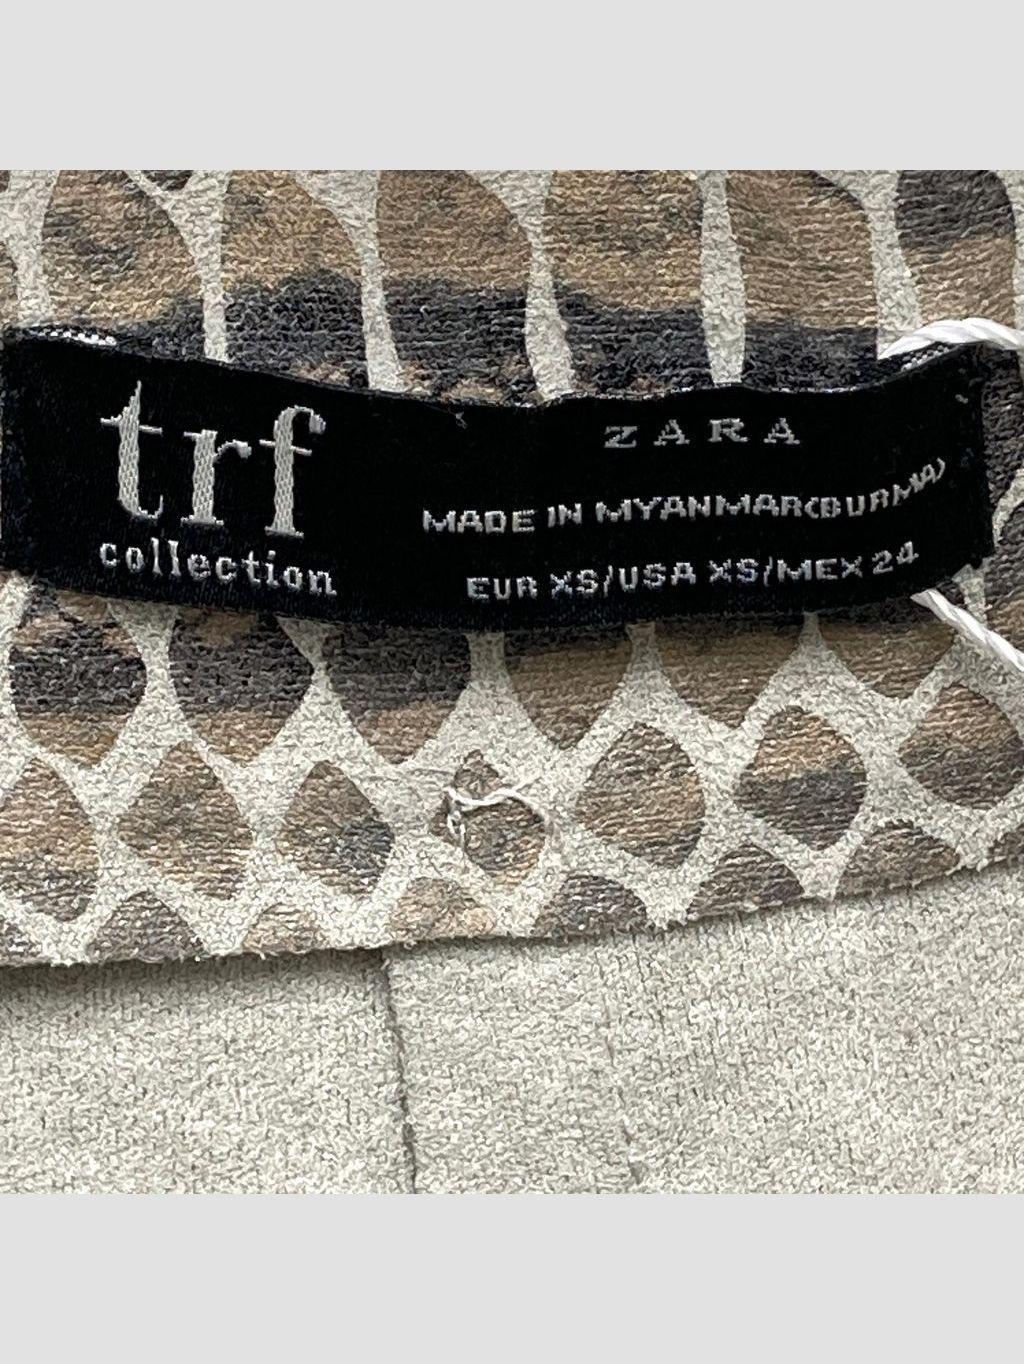 trf
collection
ZARA
MADE IN MYANMAR(BURMA)
EUR XS/USA XS/MEX 24